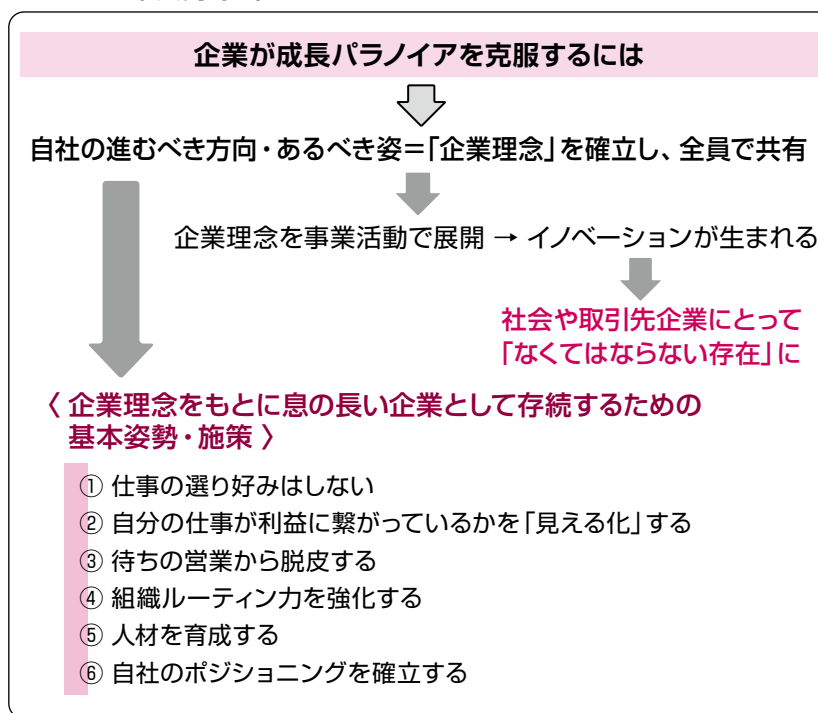 企業が成長パラノイアを克服するには
自社の進むべき方向・あるべき姿＝「企業理念」を確立し、全員で共有
企業理念を事業活動で展開 → イノベーションが生まれる
社会や取引先企業にとって
「なくてはならない存在」に
〈 企業理念をもとに息の長い企業として存続するための
基本姿勢・施策 〉
① 仕事の選り好みはしない
② 自分の仕事が利益に繋がっているかを「見える化」する
③ 待ちの営業から脱皮する
④ 組織ルーティン力を強化する
⑤ 人材を育成する
⑥ 自社のポジショニングを確立する